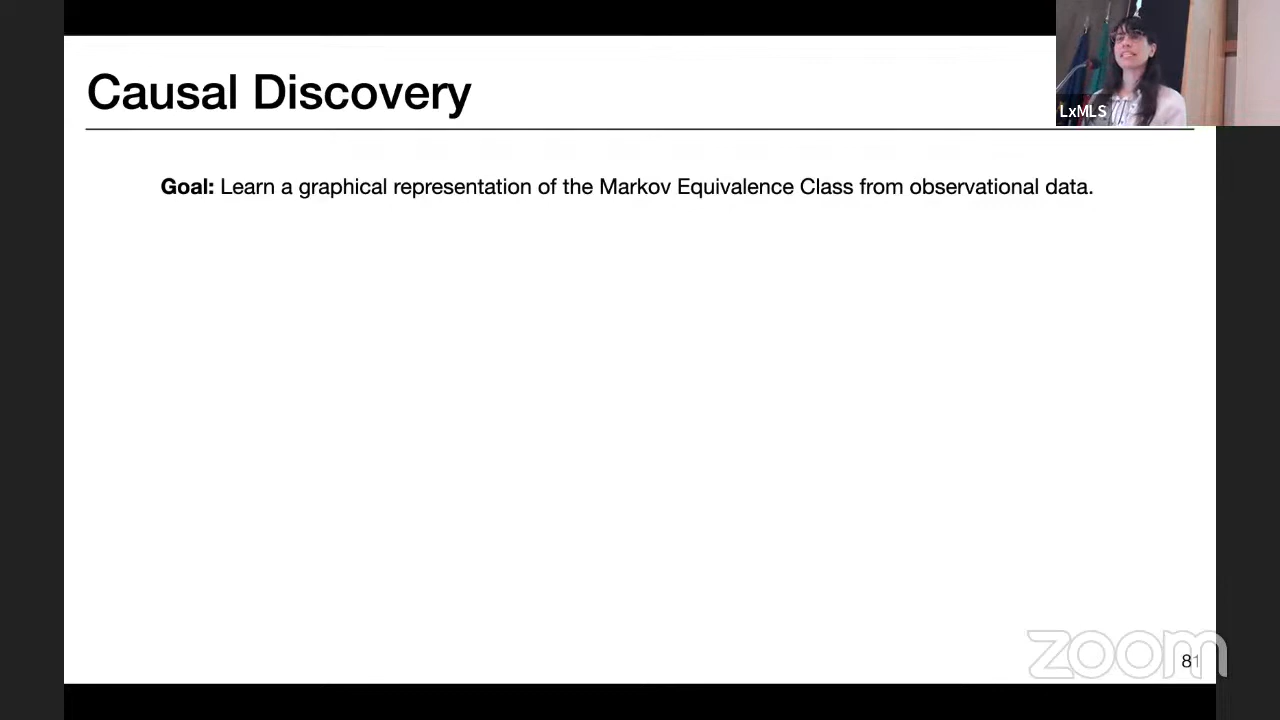 Causal Discovery
LxMLS
Goal: Learn a graphical representation of the Markov Equivalence Class from observational data.
zoom
81